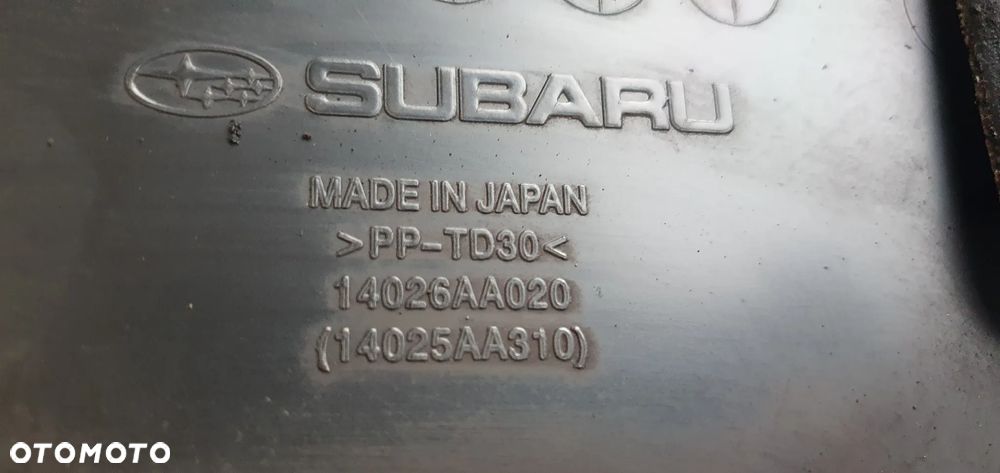 SUBARU
MADE IN JAPAN
>PP-TD30<
14026AA020
(14025AA310)
OTOMOTO